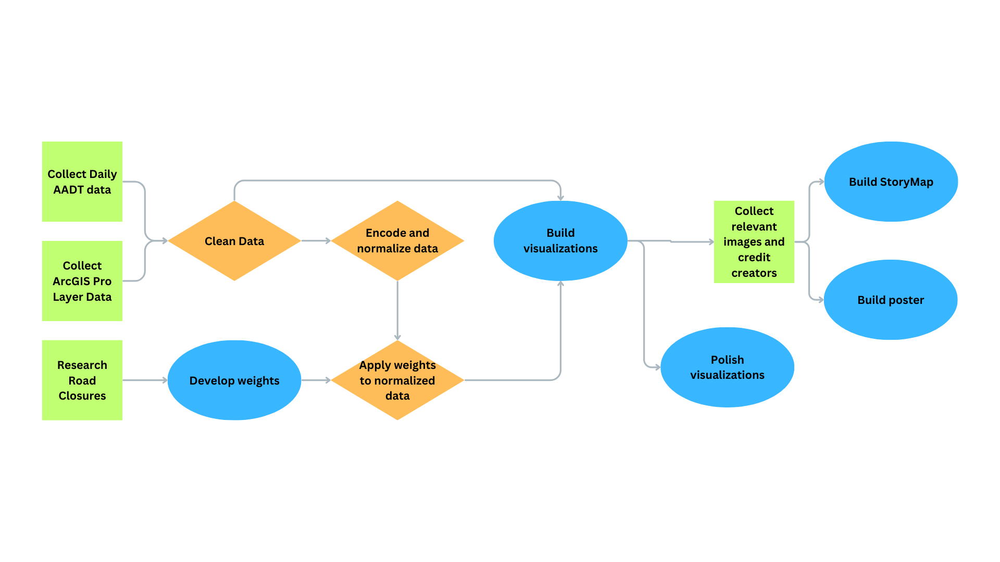 Collect Daily
AADT data
Collect
ArcGIS Pro
Layer Data
Research
Road
Closures
Clean Data
Develop weights
Encode and
normalize data
Apply weights
to normalized
data
Build
visualizations
Collect
relevant
images and
credit
creators
Polish
visualizations
Build StoryMap
Build poster